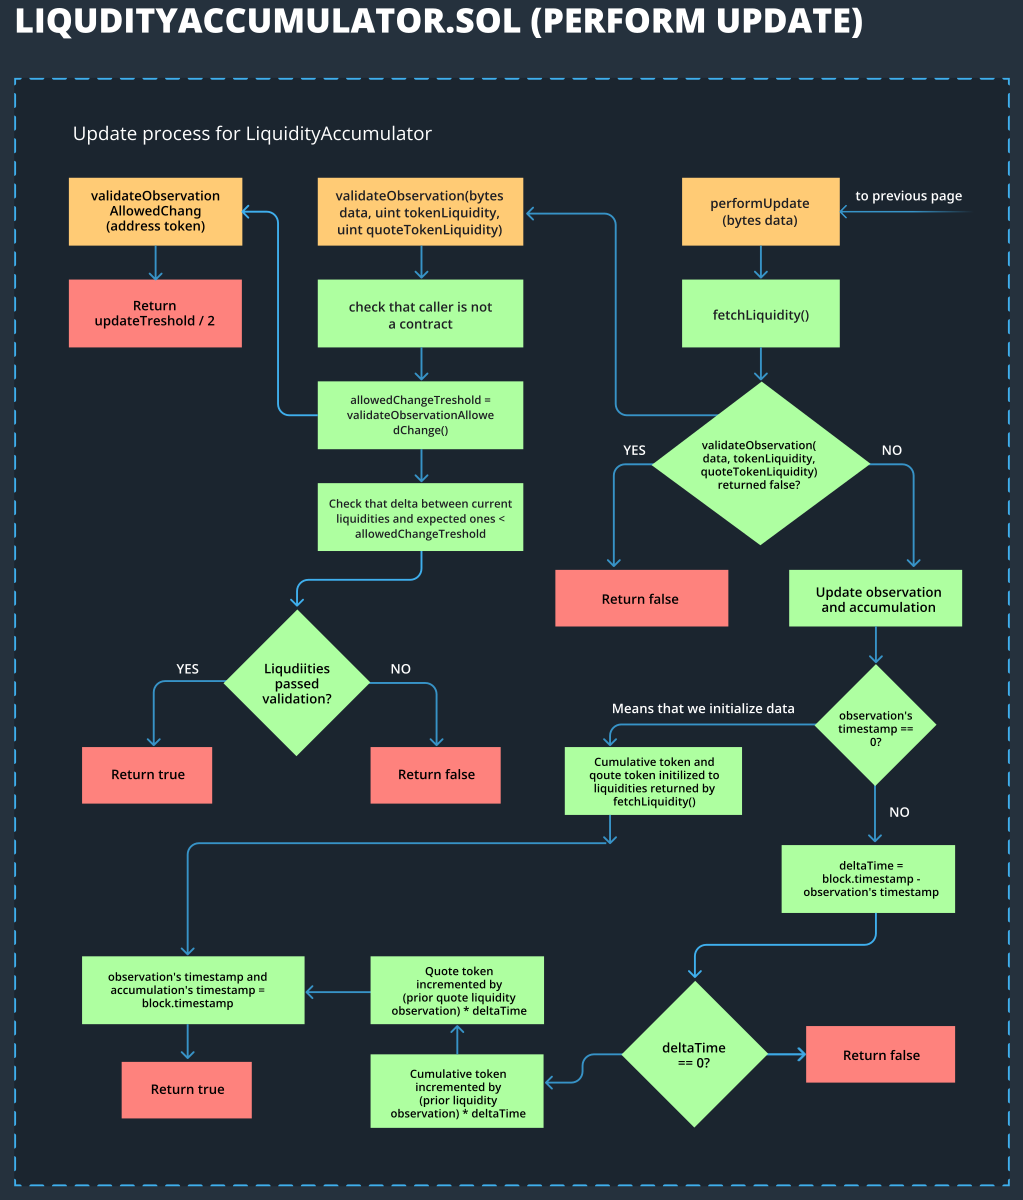 LIQUDITYACCUMULATOR.SOL (PERFORM UPDATE)
Update process for LiquidityAccumulator
validateObservation
AllowedChang
(address token)
Return
updateTreshold / 2
validateObservation(bytes
data, uint tokenLiquidity,
uint quoteTokenLiquidity)
check that caller is not
a contract
allowedChangeTreshold =
validateObservationAllowe
dChange()
Check that delta between current
liquidities and expected ones <
allowedChangeTreshold
Liqudiities
passed
validation?
YES
NO
Return true
Return false
to previous page
performUpdate
(bytes data)
fetchLiquidity()
validateObservation(
data, tokenLiquidity,
quoteTokenLiquidity)
returned false?
YES
NO
Return false
Update observation
and accumulation
observation's
timestamp ==
0?
Means that we initialize data
Cumulative token and
qoute token initilized to
liquidities returned by
fetchLiquidity()
NO
deltaTime =
block.timestamp -
observation's timestamp
deltaTime
== 0?
Return false
Cumulative token
incremented by
(prior liquidity
observation) * deltaTime
Quote token
incremented by
(prior quote liquidity
observation) * deltaTime
observation's timestamp and
accumulation's timestamp =
block.timestamp
Return true